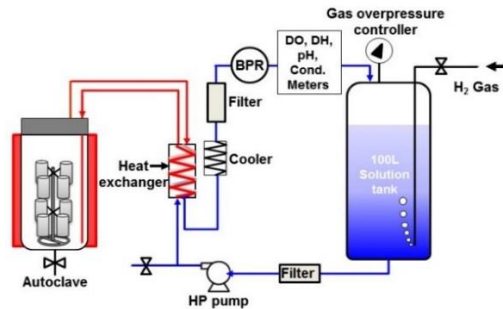 Gas overpressure
controller
DO, DH,
pH,
Cond.
Meters
BPR
H₂ Gas
Filter
100L
Solution
tank
Heat
exchanger
Cooler
Autoclave
Filter
HP pump